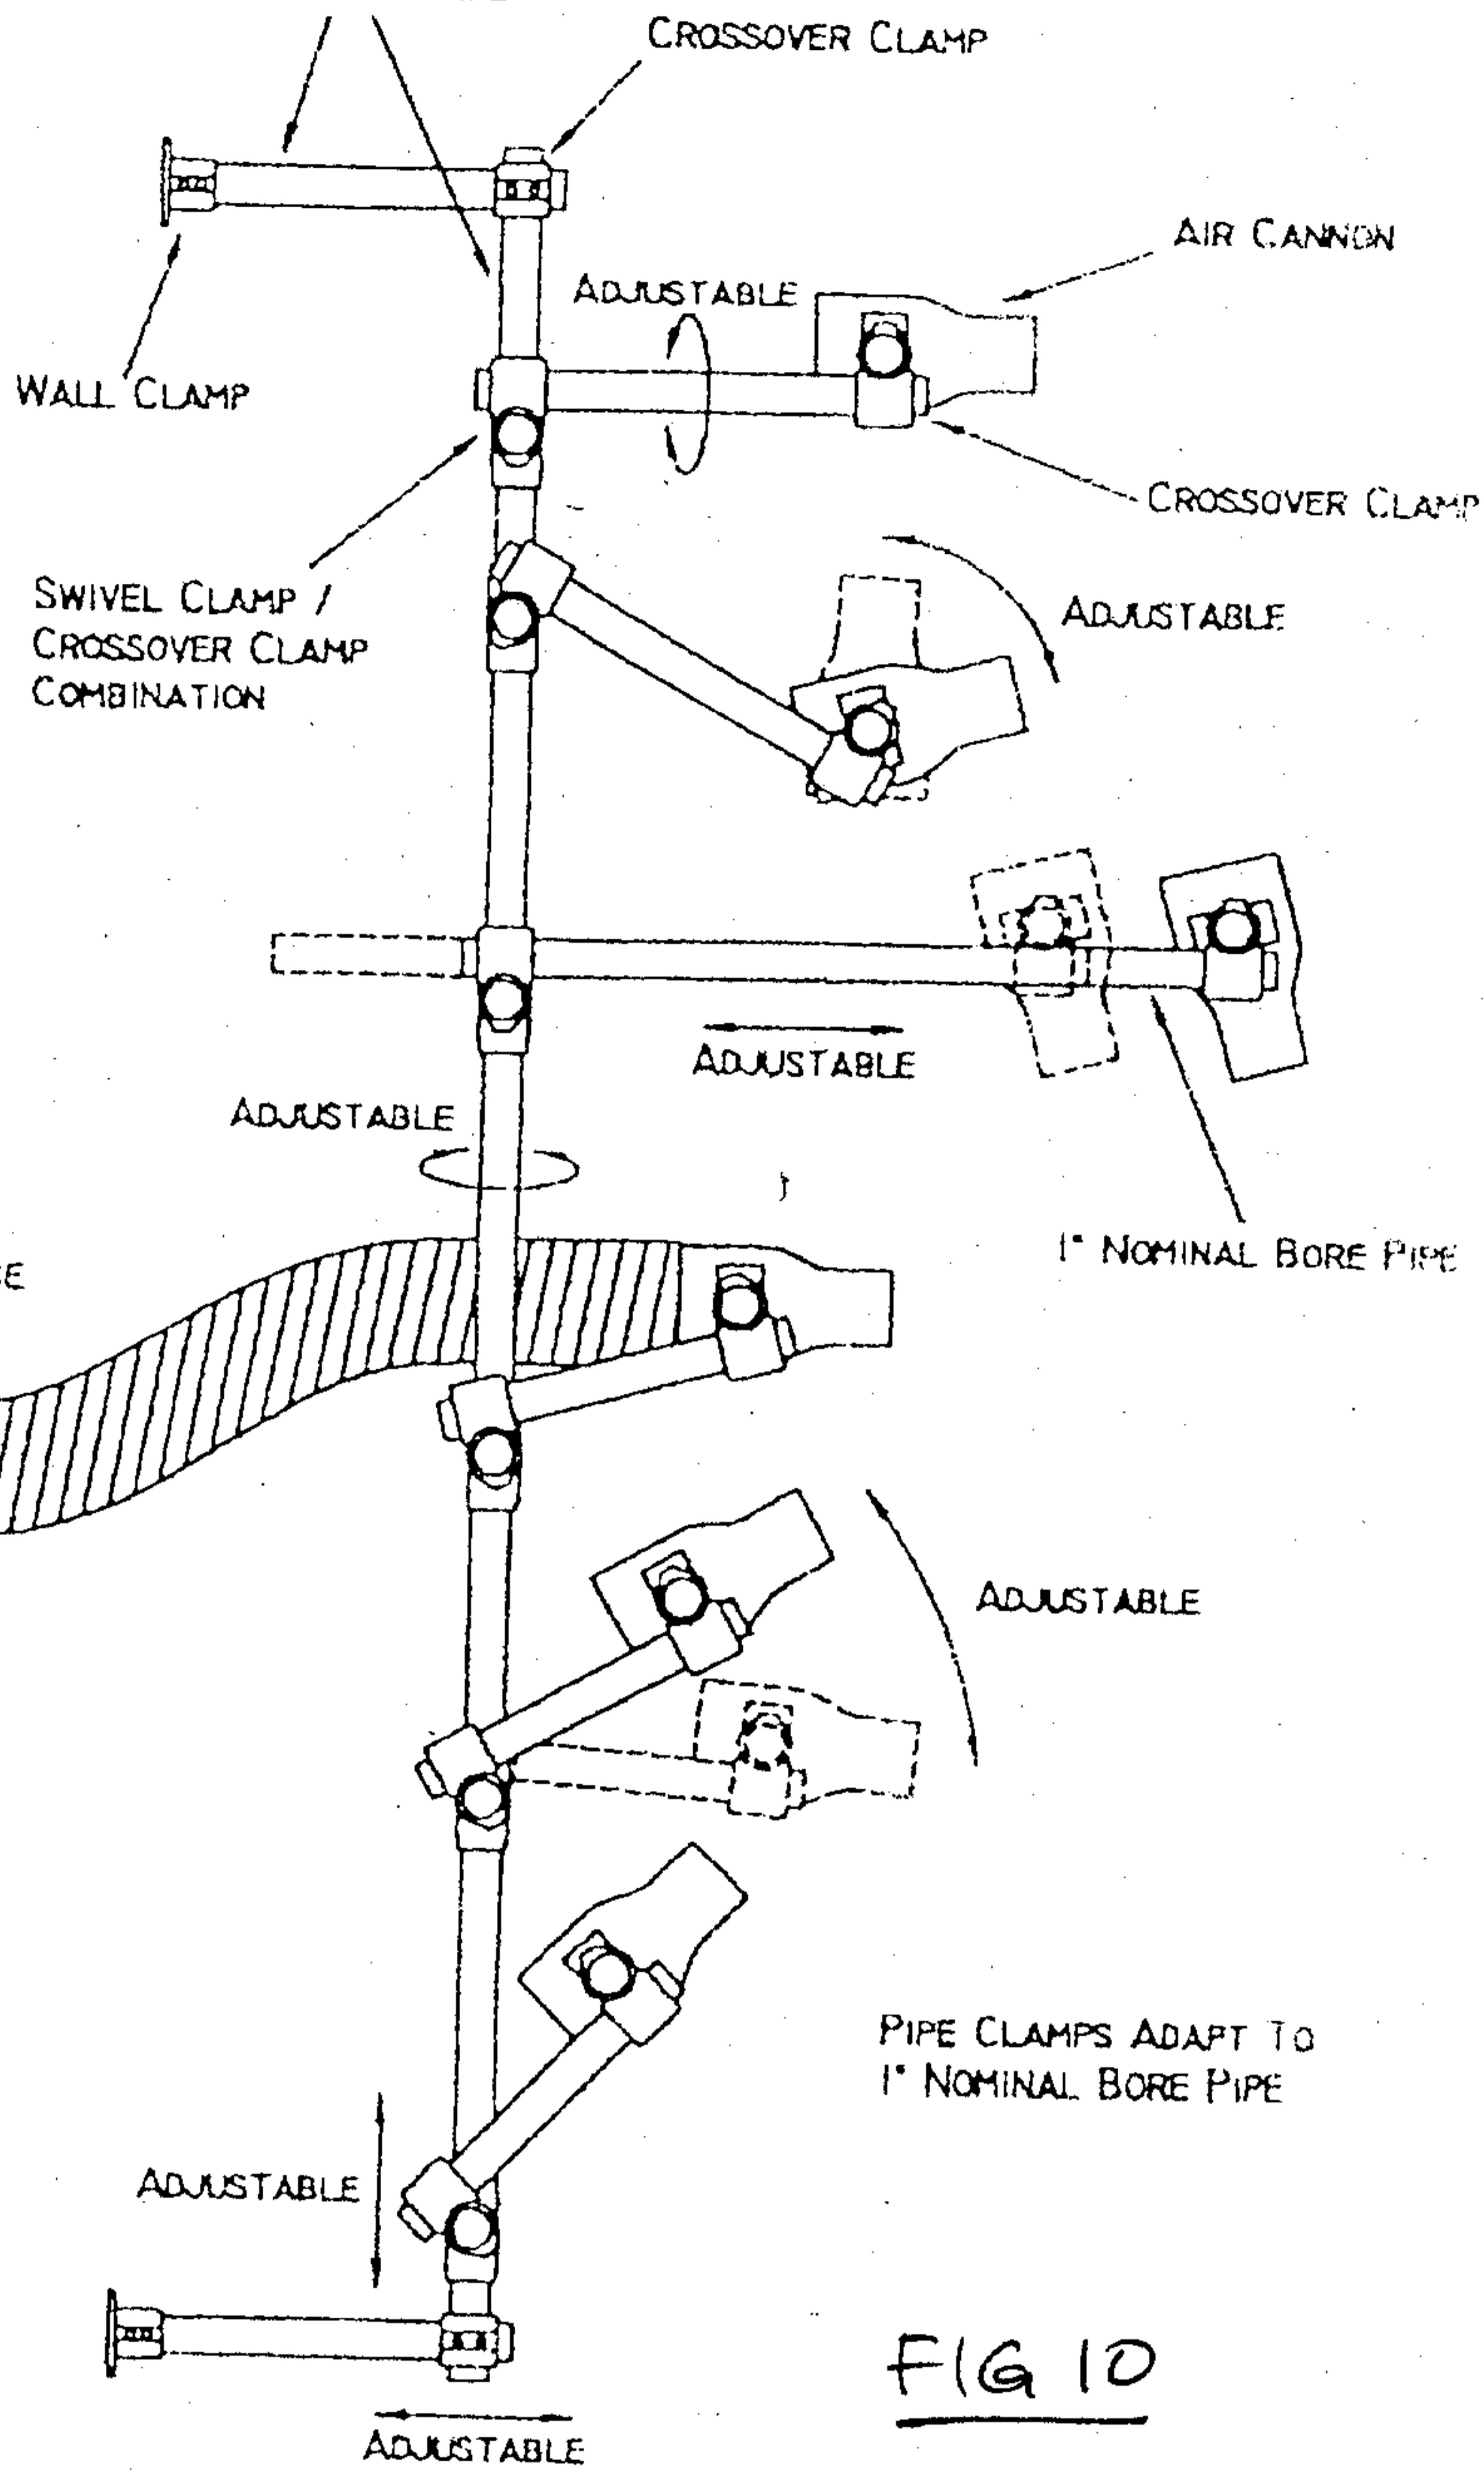 CROSSOVER CLAMP
AIR CANNON
ADJUSTABLE
WALL CLAMP
CROSSOVER CLAMP
SWIVEL CLAMP /
CROSSOVER CLAMP
COMBINATION
ADJUSTABLE
ADJUSTABLE
ADJUSTABLE
1" NOMINAL BORE PIPE
ADJUSTABLE
PIPE CLAMPS ADAPT TO
1" NOMINAL BORE PIPE
ADJUSTABLE
ADJUSTABLE
FIG 10